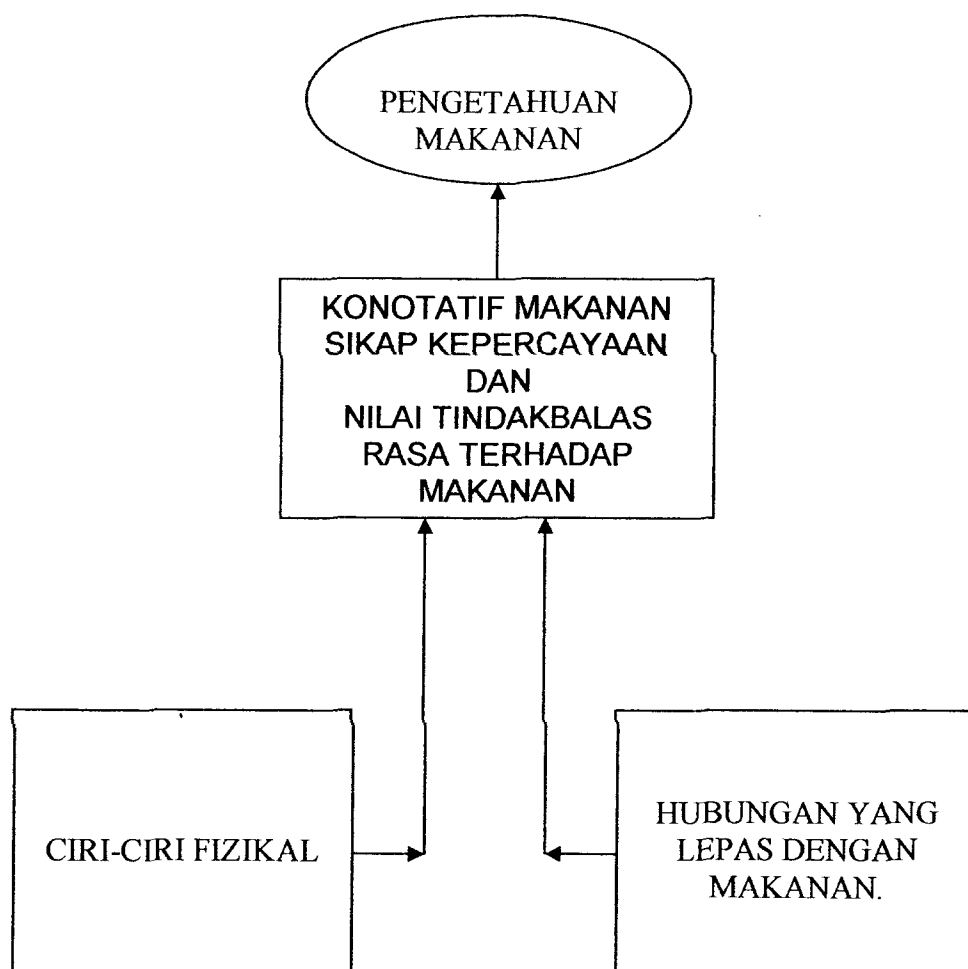 PENGETAHUAN
MAKANAN
KONOTATIF MAKANAN
SIKAP KEPERCAYAAN
DAN
NILAI TINDAKBALAS
RASA TERHADAP
MAKANAN
CIRI-CIRI FIZIKAL
HUBUNGAN YANG
LEPAS DENGAN
MAKANAN.